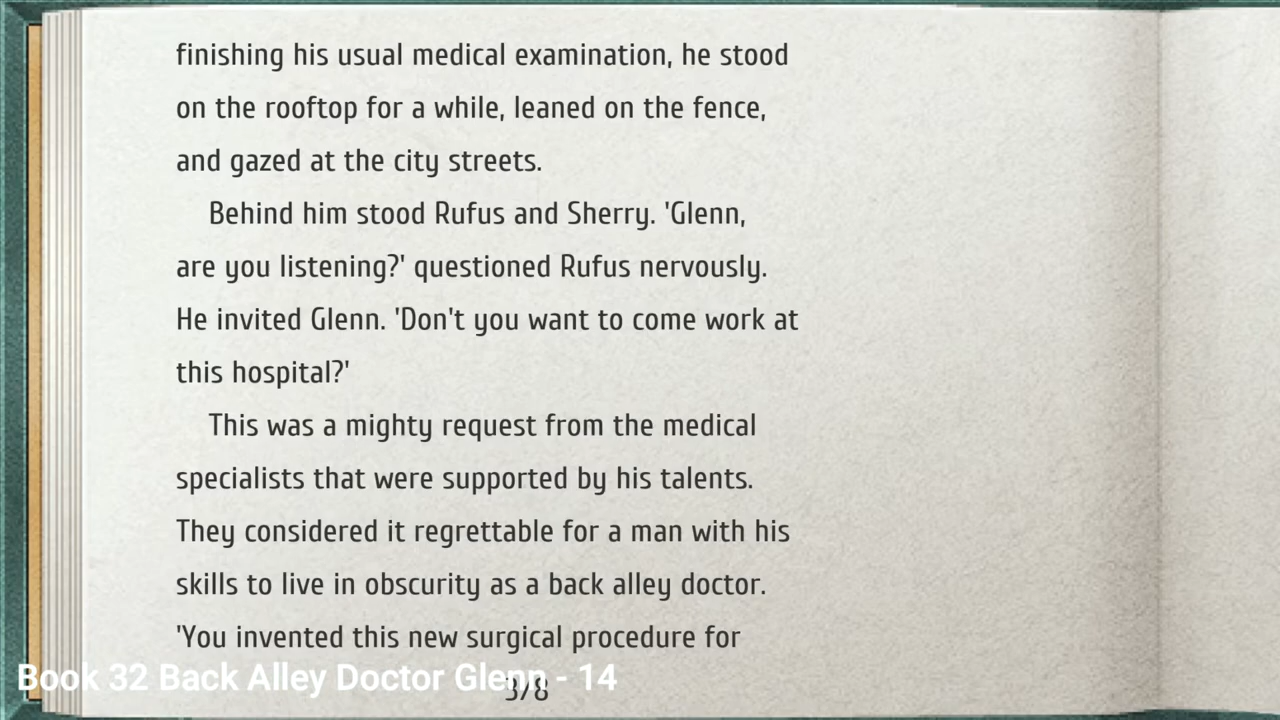 finishing his usual medical examination, he stood
on the rooftop for a while, leaned on the fence,
and gazed at the city streets.
Behind him stood Rufus and Sherry. 'Glenn,
are you listening?' questioned Rufus nervously.
He invited Glenn. 'Don't you want to come work at
this hospital?'
This was a mighty request from the medical
specialists that were supported by his talents.
They considered it regrettable for a man with his
skills to live in obscurity as a back alley doctor.
'You invented this new surgical procedure for
Book 32 Back Alley Doctor Glenn - 14
3/8